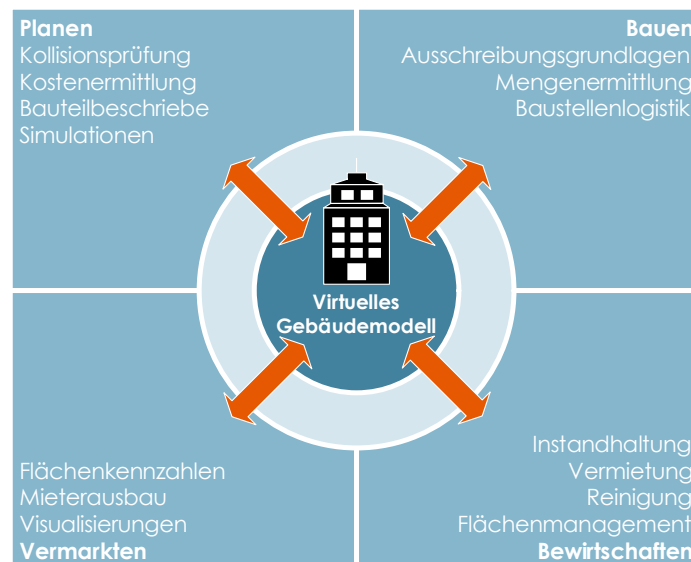 Planen
Kollisionsprüfung
Kostenermittlung
Bauteilbeschriebe
Simulationen
Bauen
Ausschreibungsgrundlagen
Mengenermittlung
Baustellenlogistik
Virtuelles
Gebäudemodell
Flächenkennzahlen
Mieterausbau
Visualisierungen
Vermarkten
Instandhaltung
Vermietung
Reinigung
Flächenmanagement
Bewirtschaften